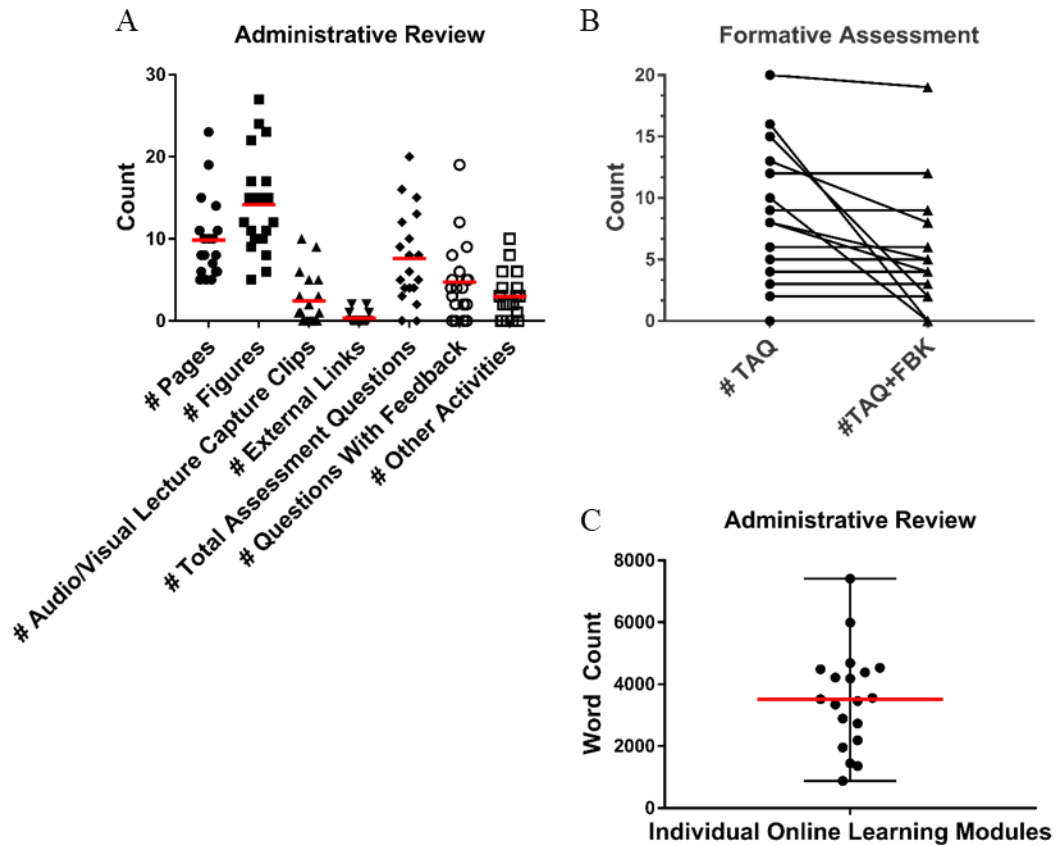 A
Administrative Review
Count
30
20
10
0
# Pages
# Figures
# Audio/Visual Lecture Capture Clips
# External Links
# Total Assessment Questions
# Questions With Feedback
# Other Activities
B
Formative Assessment
Count
20
15
10
5
0
# TAQ
#TAQ+FBK
C
Administrative Review
Word Count
8000
6000
4000
2000
0
Individual Online Learning Modules